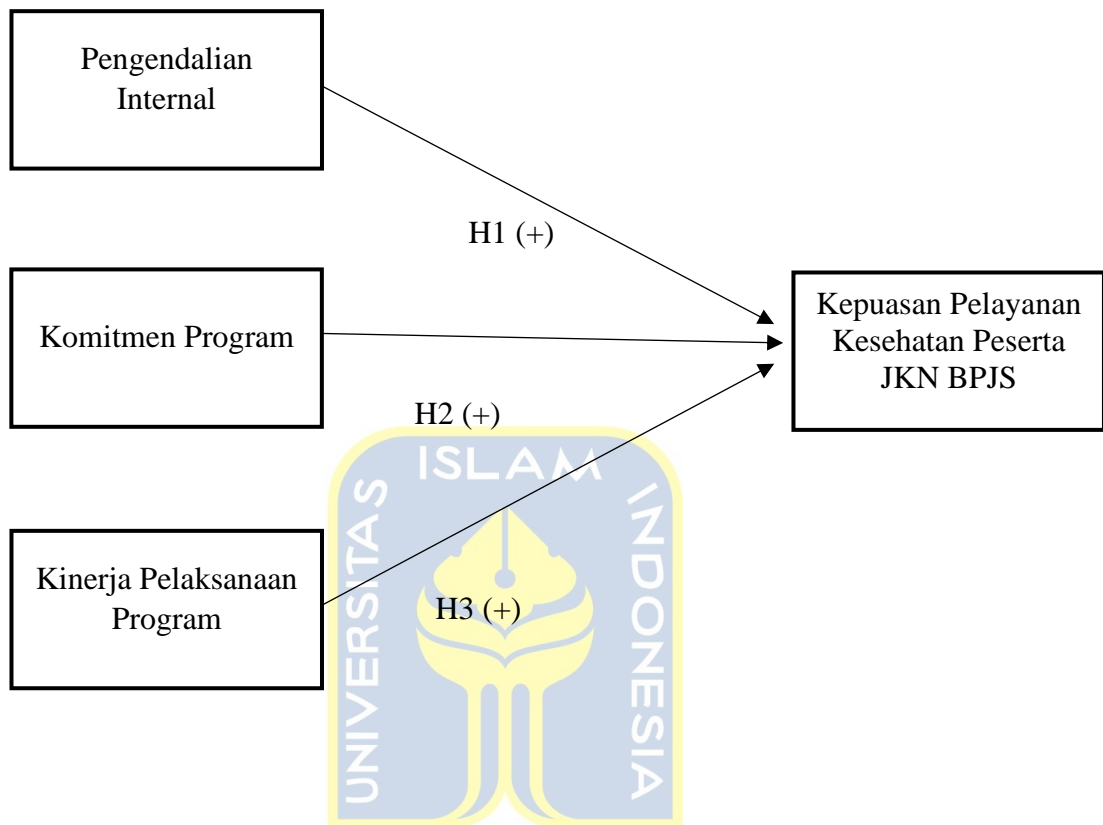 Pengendalian
Internal
H1 (+)
Komitmen Program
Kepuasan Pelayanan
Kesehatan Peserta
JKN BPJS
H2 (+)
Kinerja Pelaksanaan
Program
H3 (+)
UNIVERSITAS
ISLAM
INDONESIA